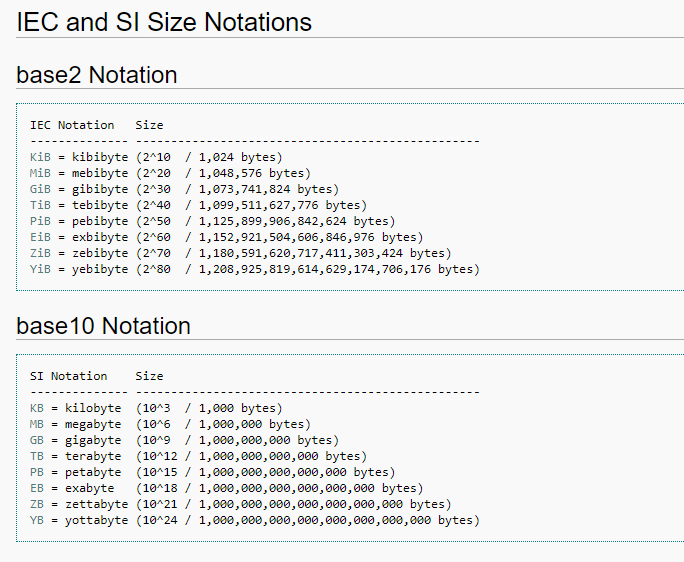 IEC and SI Size Notations
base2 Notation
IEC Notation   Size
-------------- -------------------------------------------------
KiB = kibibyte (2^10  / 1,024 bytes)
MiB = mebibyte (2^20  / 1,048,576 bytes)
GiB = gibibyte (2^30  / 1,073,741,824 bytes)
TiB = tebibyte (2^40  / 1,099,511,627,776 bytes)
PiB = pebibyte (2^50  / 1,125,899,906,842,624 bytes)
EiB = exbibyte (2^60  / 1,152,921,504,606,846,976 bytes)
ZiB = zebibyte (2^70  / 1,180,591,620,717,411,303,424 bytes)
YiB = yebibyte (2^80  / 1,208,925,819,614,629,174,706,176 bytes)
base10 Notation
SI Notation    Size
-------------- -------------------------------------------------
KB = kilobyte  (10^3  / 1,000 bytes)
MB = megabyte  (10^6  / 1,000,000 bytes)
GB = gigabyte  (10^9  / 1,000,000,000 bytes)
TB = terabyte  (10^12 / 1,000,000,000,000 bytes)
PB = petabyte  (10^15 / 1,000,000,000,000,000 bytes)
EB = exabyte   (10^18 / 1,000,000,000,000,000,000 bytes)
ZB = zettabyte (10^21 / 1,000,000,000,000,000,000,000 bytes)
YB = yottabyte (10^24 / 1,000,000,000,000,000,000,000,000 bytes)